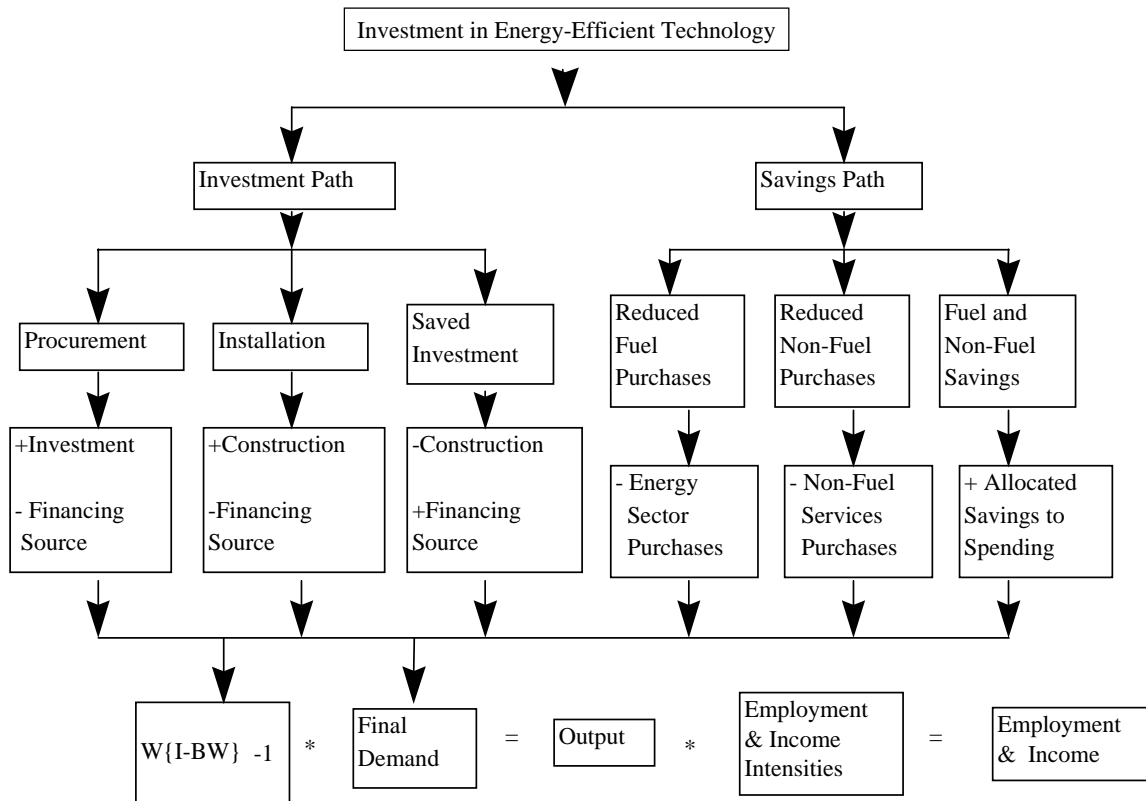 Investment in Energy-Efficient Technology
Investment Path
Savings Path
Procurement
Installation
Saved
Investment
Reduced
Fuel
Purchases
Reduced
Non-Fuel
Purchases
Fuel and
Non-Fuel
Savings
+Investment
- Financing
Source
+Construction
-Financing
Source
-Construction
+Financing
Source
- Energy
Sector
Purchases
- Non-Fuel
Services
Purchases
+ Allocated
Savings to
Spending
W{I-BW} -1
*
Final
Demand
=
Output
*
Employment
& Income
Intensities
=
Employment
& Income